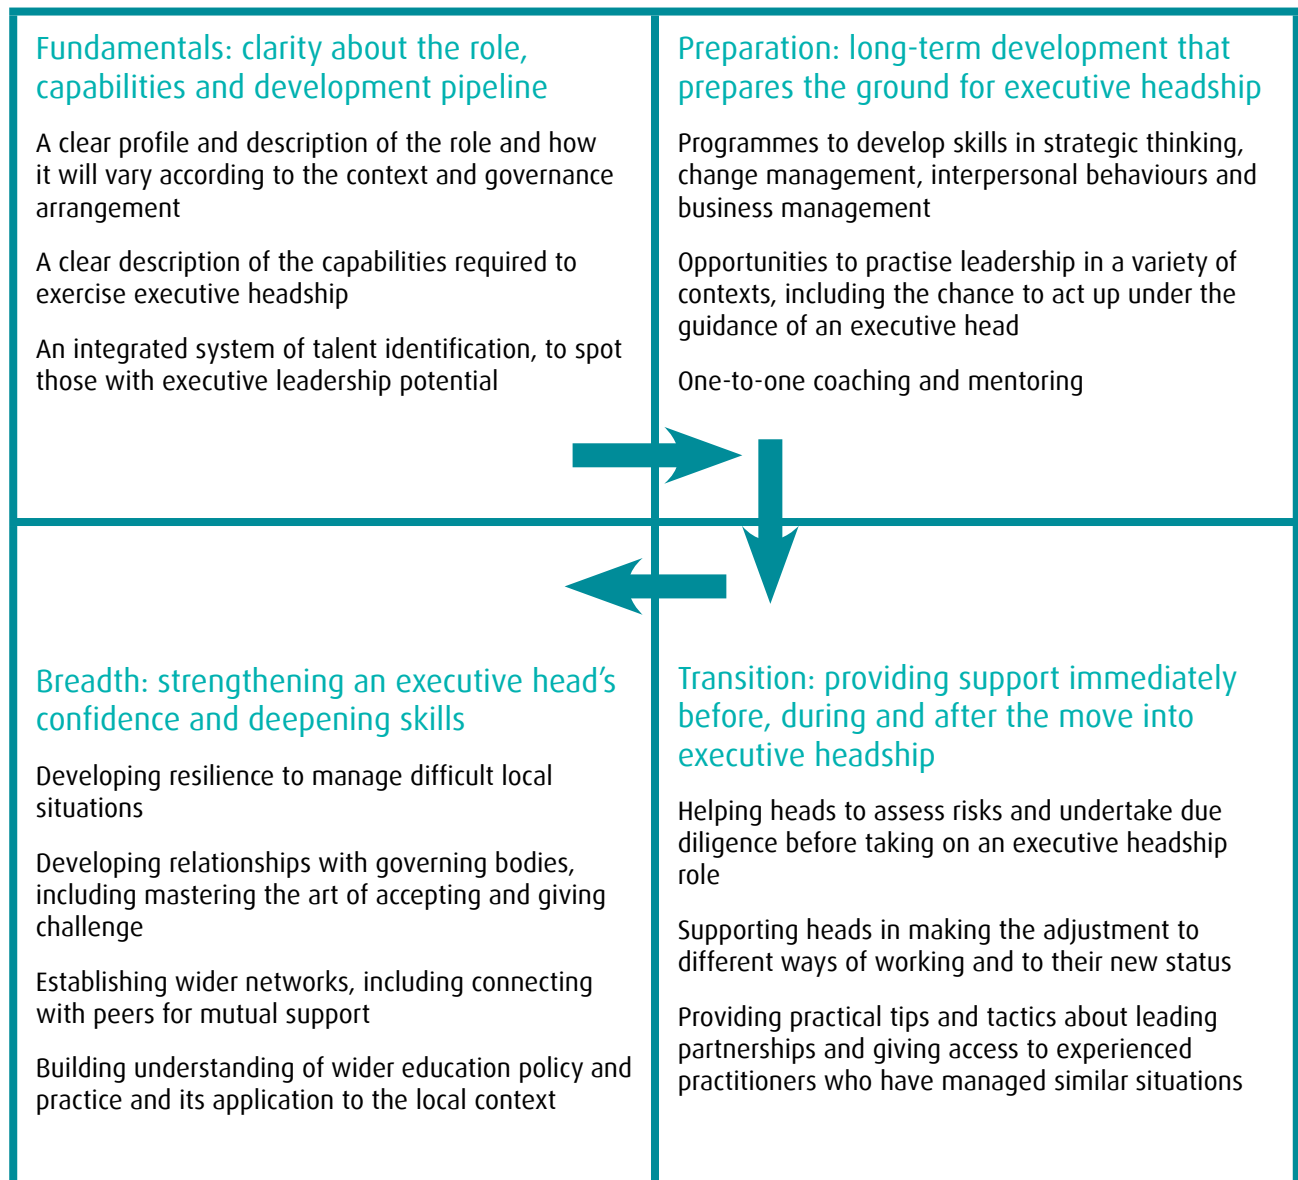 Fundamentals: clarity about the role,
capabilities and development pipeline
A clear profile and description of the role and how
it will vary according to the context and governance
arrangement
A clear description of the capabilities required to
exercise executive headship
An integrated system of talent identification, to spot
those with executive leadership potential
Preparation: long-term development that
prepares the ground for executive headship
Programmes to develop skills in strategic thinking,
change management, interpersonal behaviours and
business management
Opportunities to practise leadership in a variety of
contexts, including the chance to act up under the
guidance of an executive head
One-to-one coaching and mentoring
Transition: providing support immediately
before, during and after the move into
executive headship
Helping heads to assess risks and undertake due
diligence before taking on an executive headship
role
Supporting heads in making the adjustment to
different ways of working and to their new status
Providing practical tips and tactics about leading
partnerships and giving access to experienced
practitioners who have managed similar situations
Breadth: strengthening an executive head’s
confidence and deepening skills
Developing resilience to manage difficult local
situations
Developing relationships with governing bodies,
including mastering the art of accepting and giving
challenge
Establishing wider networks, including connecting
with peers for mutual support
Building understanding of wider education policy and
practice and its application to the local context